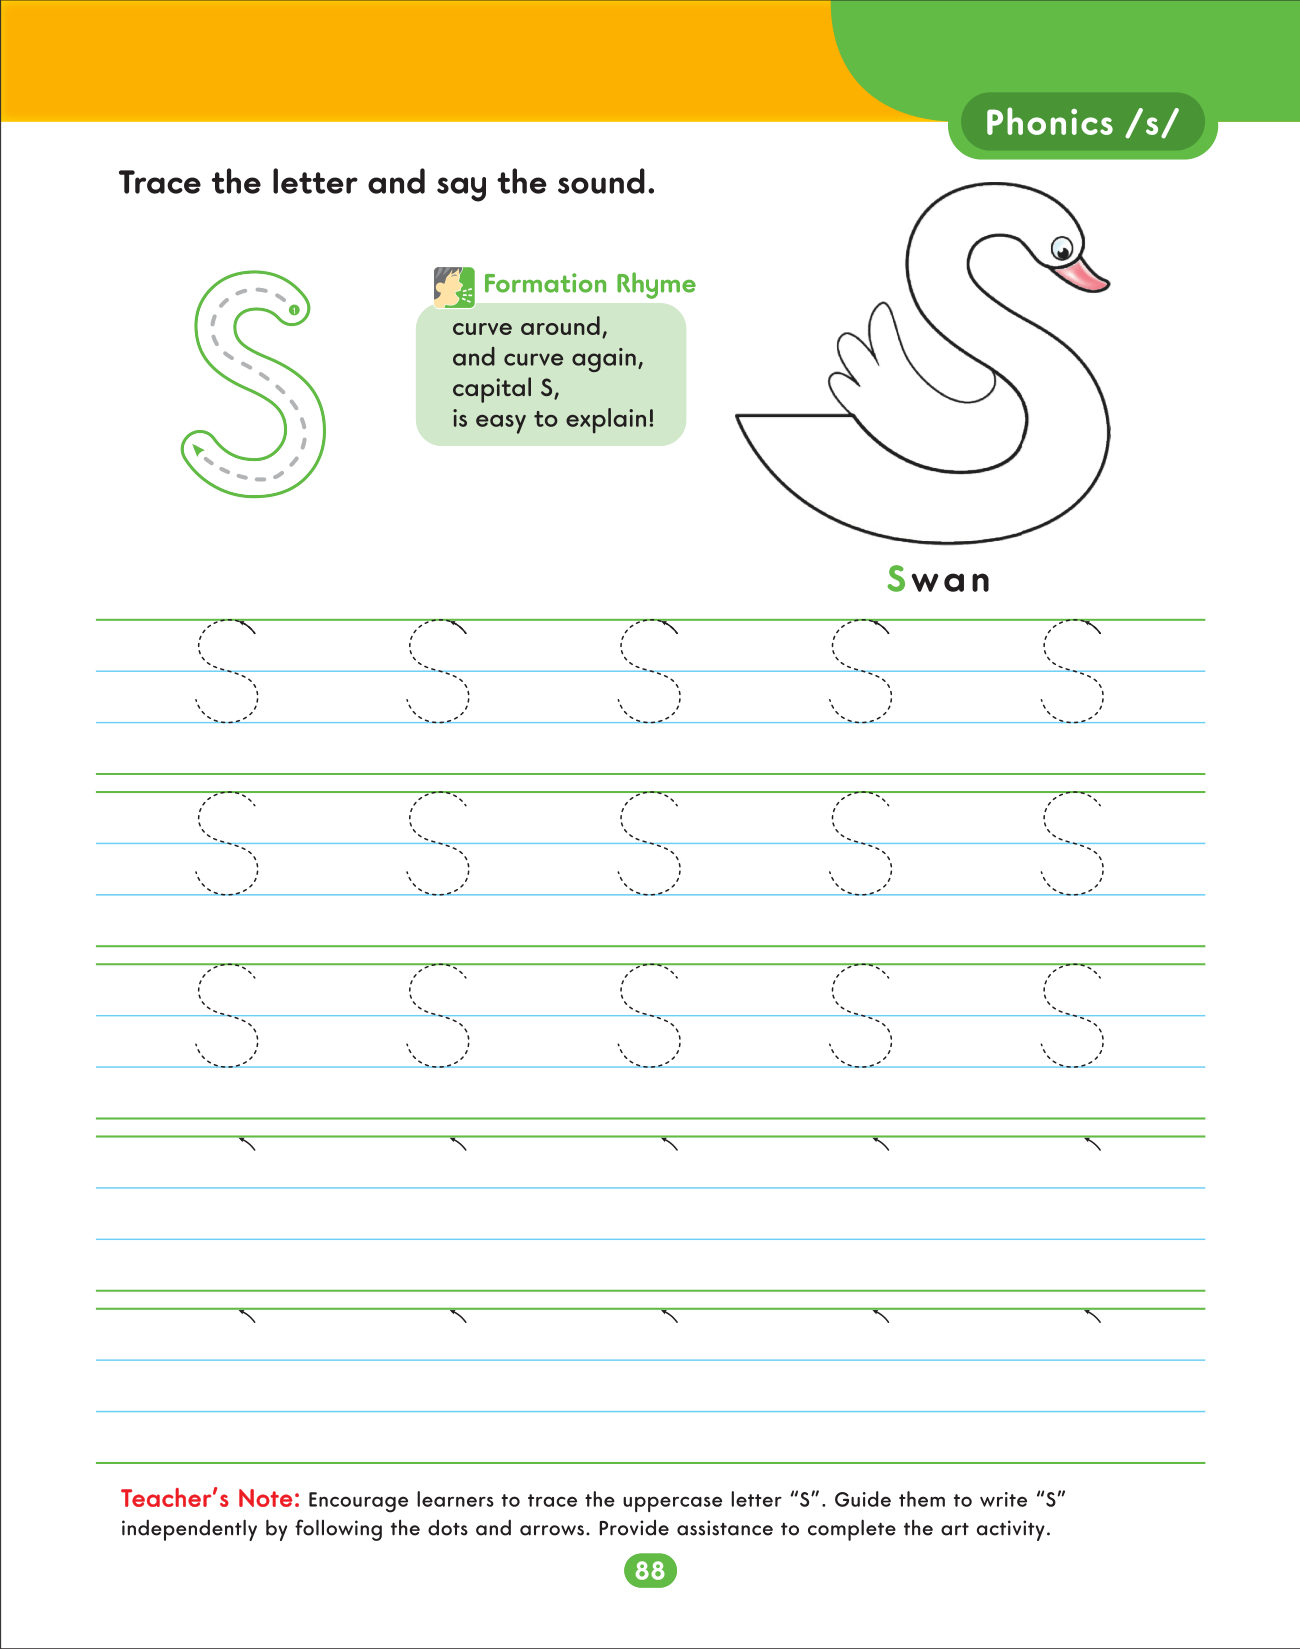 Phonics /s/
Trace the letter and say the sound.
1
Formation Rhyme
curve around,
and curve again,
capital S,
is easy to explain!
Swan
S S S S S
S S S S S
S S S S S
Teacher’s Note: Encourage learners to trace the uppercase letter “S”. Guide them to write “S”
independently by following the dots and arrows. Provide assistance to complete the art activity.
88